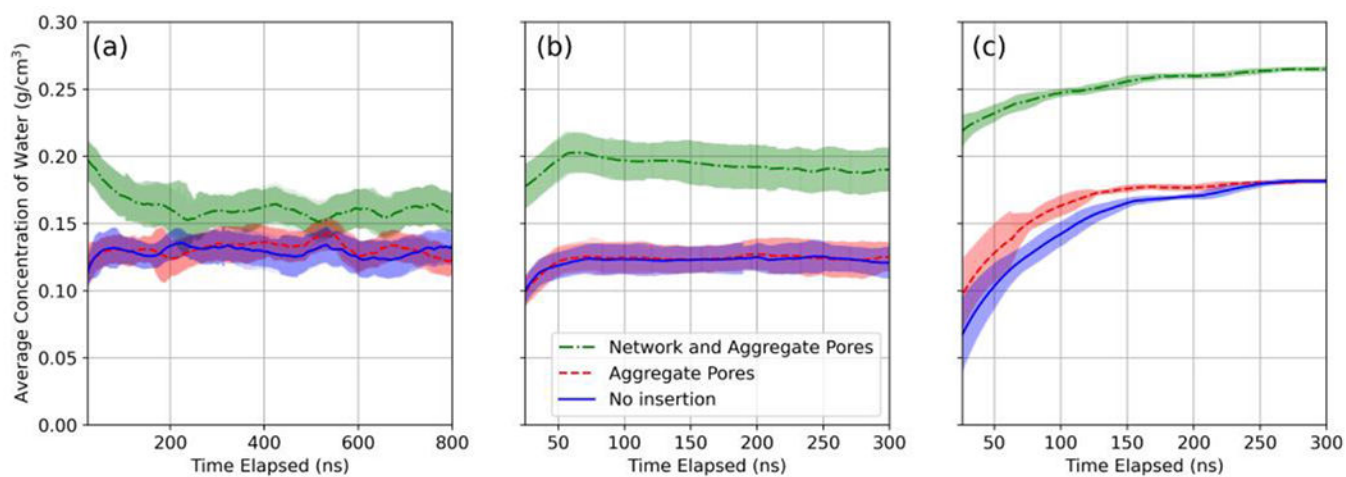 (a)
(b)
(c)
Average Concentration of Water (g/cm³)
0.30
0.25
0.20
0.15
0.10
0.05
0.00
200
400
600
800
Time Elapsed (ns)
Network and Aggregate Pores
Aggregate Pores
No insertion
50
100
150
200
250
300
Time Elapsed (ns)
50
100
150
200
250
300
Time Elapsed (ns)